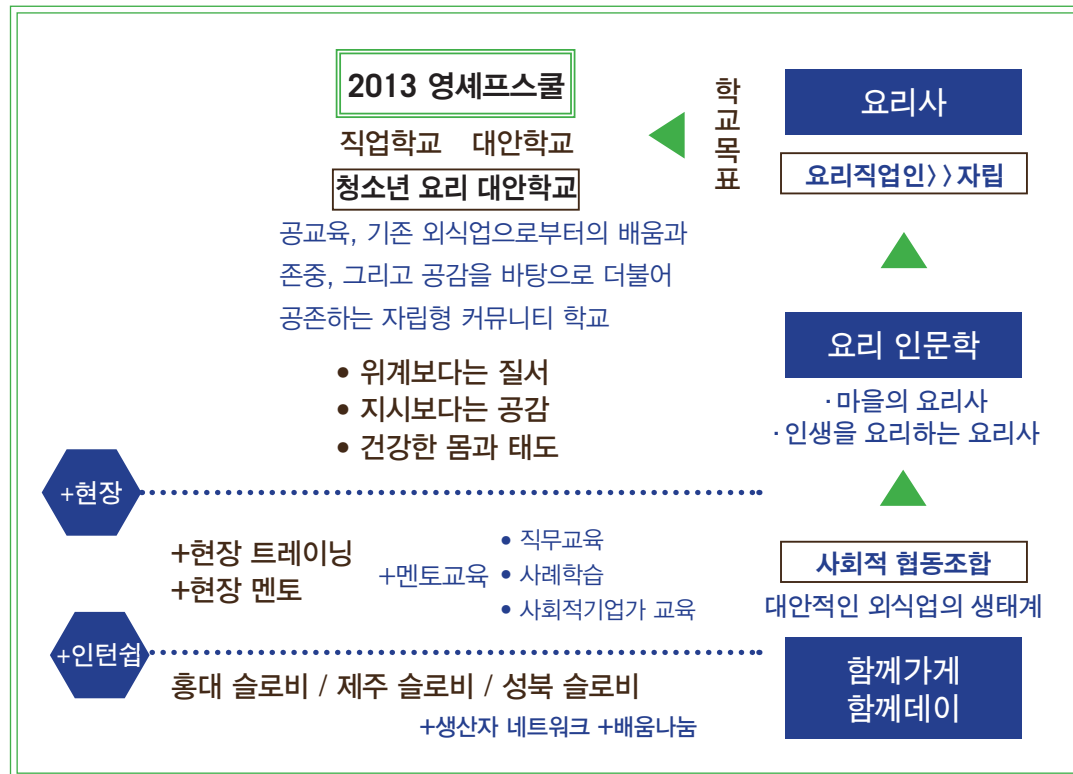 2013 영셰프스쿨
직업학교 대안학교
청소년 요리 대안학교
공교육, 기존 외식업으로부터의 배움과
존중, 그리고 공감을 바탕으로 더불어
공존하는 자립형 커뮤니티 학교
• 위계보다는 질서
• 지시보다는 공감
• 건강한 몸과 태도
학교목표
요리사
요리직업인〉〉자립
요리 인문학
·마을의 요리사
·인생을 요리하는 요리사
+현장
+현장 트레이닝
+현장 멘토
+멘토교육
• 직무교육
• 사례학습
• 사회적기업가 교육
사회적 협동조합
대안적인 외식업의 생태계
+인턴쉽
홍대 슬로비 / 제주 슬로비 / 성북 슬로비
+생산자 네트워크 +배움나눔
함께가게
함께데이